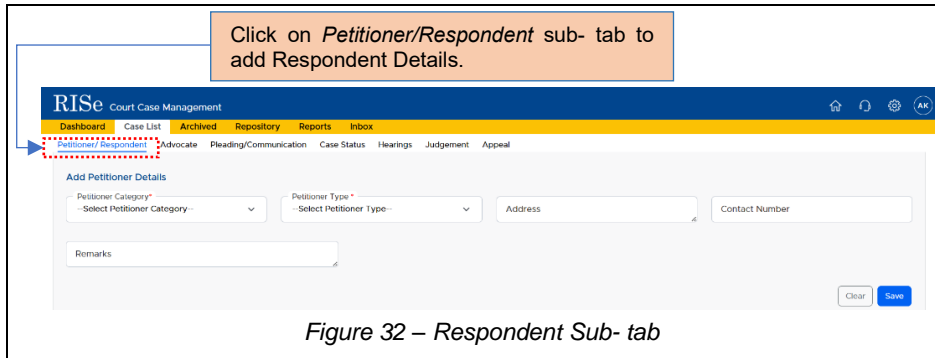 Click on Petitioner/Respondent sub- tab to
add Respondent Details.
RISe Court Case Management
AK
Dashboard Case List Archived Repository Reports Inbox
Petitioner/ Respondent Advocate Pleading/Communication Case Status Hearings Judgement Appeal
Add Petitioner Details
Petitioner Category* Petitioner Type *
--Select Petitioner Category-- --Select Petitioner Type-- Address Contact Number
Remarks
Clear Save
Figure 32 – Respondent Sub- tab